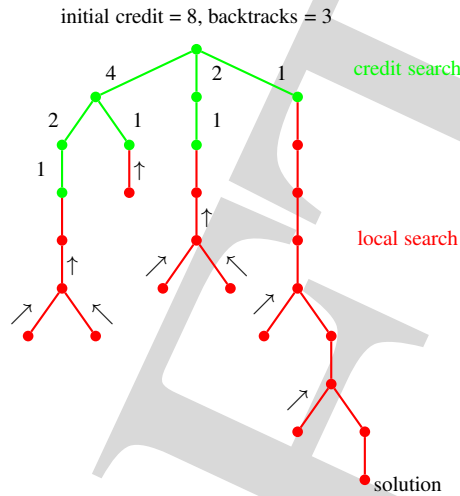 initial credit = 8, backtracks = 3
4 2 1
credit search
2 1 1
1 ↑
↑
local search
↑
↗ ↖
↗ ↖ ↗
↗
solution